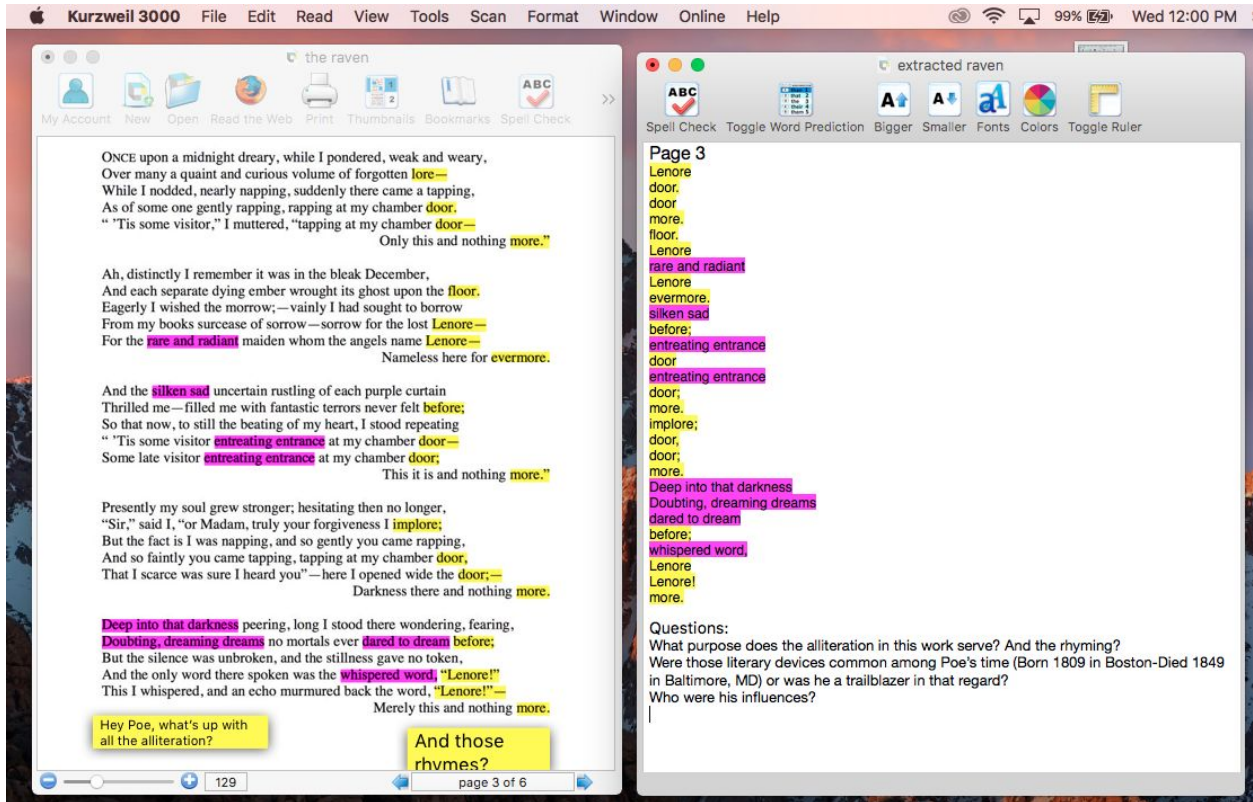 Kurzweil 3000 File Edit Read View Tools Scan Format Window Online Help 99% Wed 12:00 PM
the raven
My Account New Open Read the Web Print Thumbnails Bookmarks Spell Check
ONCE upon a midnight dreary, while I pondered, weak and weary,
Over many a quaint and curious volume of forgotten lore—
While I nodded, nearly napping, suddenly there came a tapping,
As of some one gently rapping, rapping at my chamber door.
“ ’Tis some visitor,” I muttered, “tapping at my chamber door—
Only this and nothing more.”
Ah, distinctly I remember it was in the bleak December,
And each separate dying ember wrought its ghost upon the floor.
Eagerly I wished the morrow;—vainly I had sought to borrow
From my books surcease of sorrow—sorrow for the lost Lenore—
For the rare and radiant maiden whom the angels name Lenore—
Nameless here for evermore.
And the silken sad uncertain rustling of each purple curtain
Thrilled me—filled me with fantastic terrors never felt before;
So that now, to still the beating of my heart, I stood repeating
“ ’Tis some visitor entreating entrance at my chamber door—
Some late visitor entreating entrance at my chamber door;
This it is and nothing more.”
Presently my soul grew stronger; hesitating then no longer,
“Sir,” said I, “or Madam, truly your forgiveness I implore;
But the fact is I was napping, and so gently you came rapping,
And so faintly you came tapping, tapping at my chamber door,
That I scarce was sure I heard you”—here I opened wide the door;—
Darkness there and nothing more.
Deep into that darkness peering, long I stood there wondering, fearing,
Doubting, dreaming dreams no mortals ever dared to dream before;
But the silence was unbroken, and the stillness gave no token,
And the only word there spoken was the whispered word, “Lenore!”
This I whispered, and an echo murmured back the word, “Lenore!”—
Merely this and nothing more.
Hey Poe, what's up with
all the alliteration?
And those
rhymes?
129
page 3 of 6
extracted raven
ABC
Spell Check Toggle Word Prediction Bigger Smaller Fonts Colors Toggle Ruler
Page 3
Lenore
door.
door
more.
floor.
Lenore
rare and radiant
Lenore
evermore.
silken sad
before;
entreating entrance
door
entreating entrance
door;
more.
implore;
door,
door;
more.
Deep into that darkness
Doubting, dreaming dreams
dared to dream
before;
whispered word,
Lenore
Lenore!
more.
Questions:
What purpose does the alliteration in this work serve? And the rhyming?
Were those literary devices common among Poe's time (Born 1809 in Boston-Died 1849
in Baltimore, MD) or was he a trailblazer in that regard?
Who were his influences?